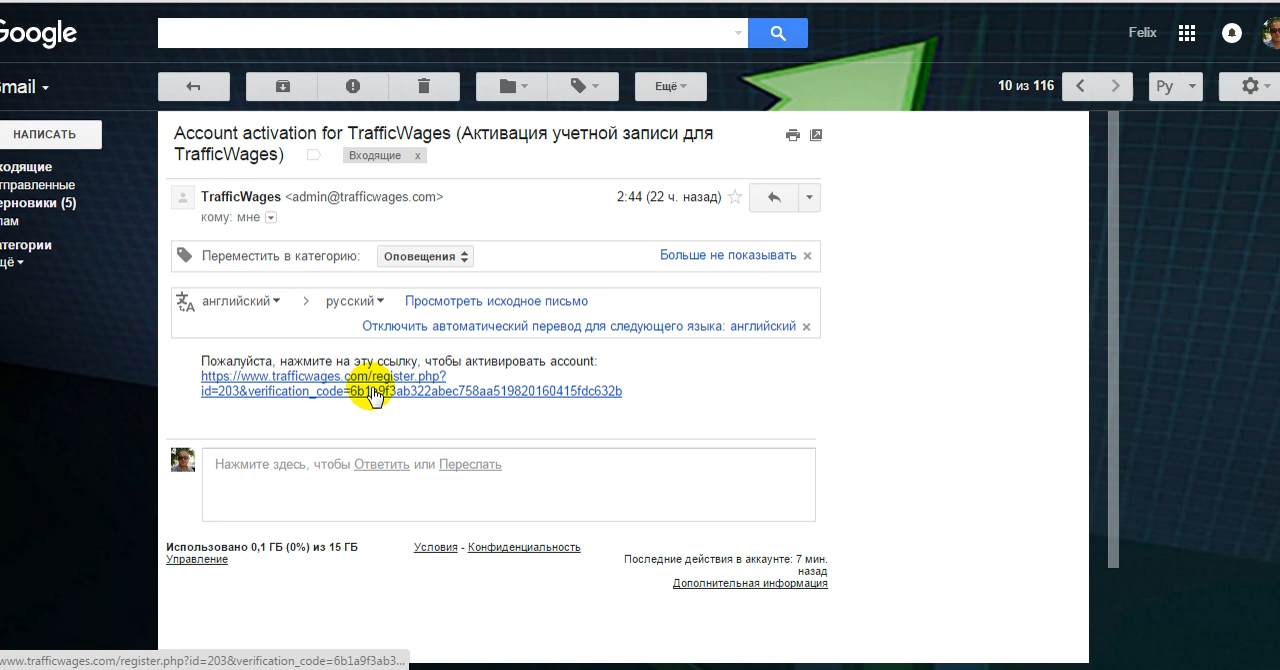 Google
Felix
mail
Ещё
10 из 116
Ру
НАПИСАТЬ
ходящие
тправленные
ерновики (5)
пам
атегории
щё
Account activation for TrafficWages (Активация учетной записи для
TrafficWages)
Входящие x
TrafficWages <admin@trafficwages.com>
2:44 (22 ч. назад)
кому: мне
Переместить в категорию: Оповещения
Больше не показывать ×
английский > русский Просмотреть исходное письмо
Отключить автоматический перевод для следующего языка: английский ×
Пожалуйста, нажмите на эту ссылку, чтобы активировать account:
https://www.trafficwages.com/register.php?
id=203&verification_code=6b1a9f3ab322abec758aa519820160415fdc632b
Нажмите здесь, чтобы Ответить или Переслать
Использовано 0,1 ГБ (0%) из 15 ГБ
Управление
Условия - Конфиденциальность
Последние действия в аккаунте: 7 мин.
назад
Дополнительная информация
www.trafficwages.com/register.php?id=203&verification_code=6b1a9f3ab3...